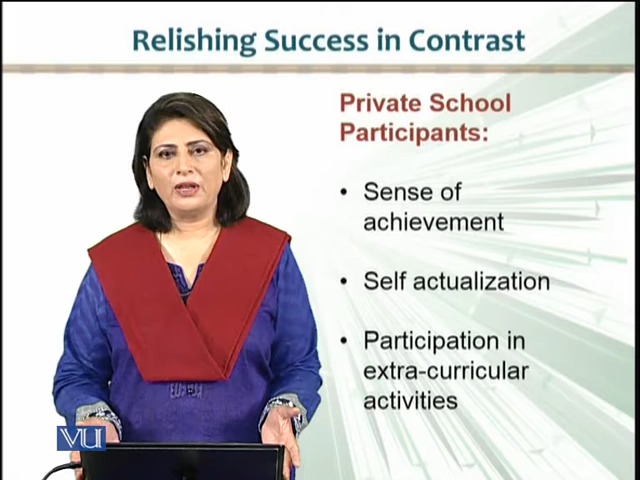 Relishing Success in Contrast
Private School
Participants:
• Sense of
achievement
• Self actualization
• Participation in
extra-curricular
activities
VU